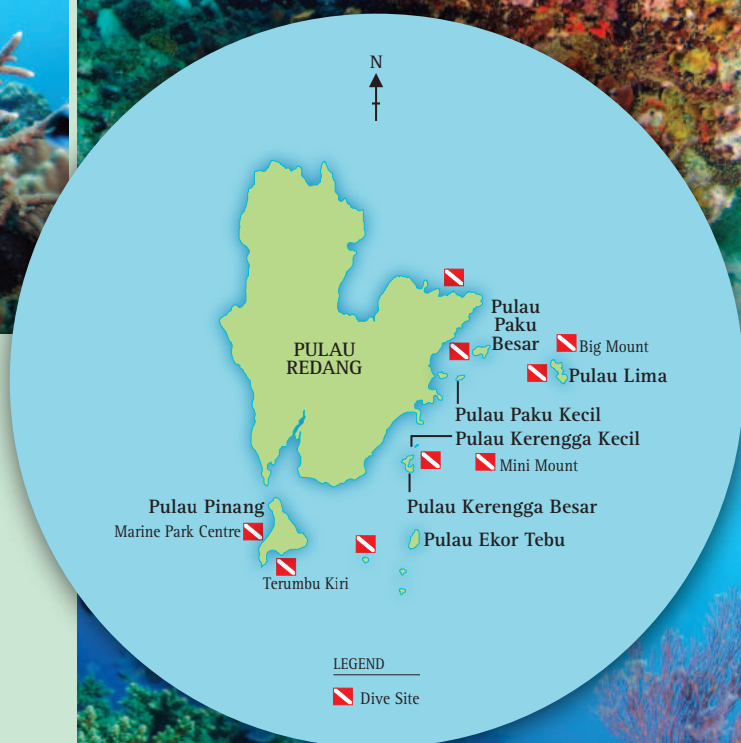 N
PULAU
REDANG
Pulau
Paku
Besar
Big Mount
Pulau Lima
Pulau Paku Kecil
Pulau Kerengga Kecil
Mini Mount
Pulau Kerengga Besar
Pulau Pinang
Marine Park Centre
Pulau Ekor Tebu
Terumbu Kiri
LEGEND
Dive Site